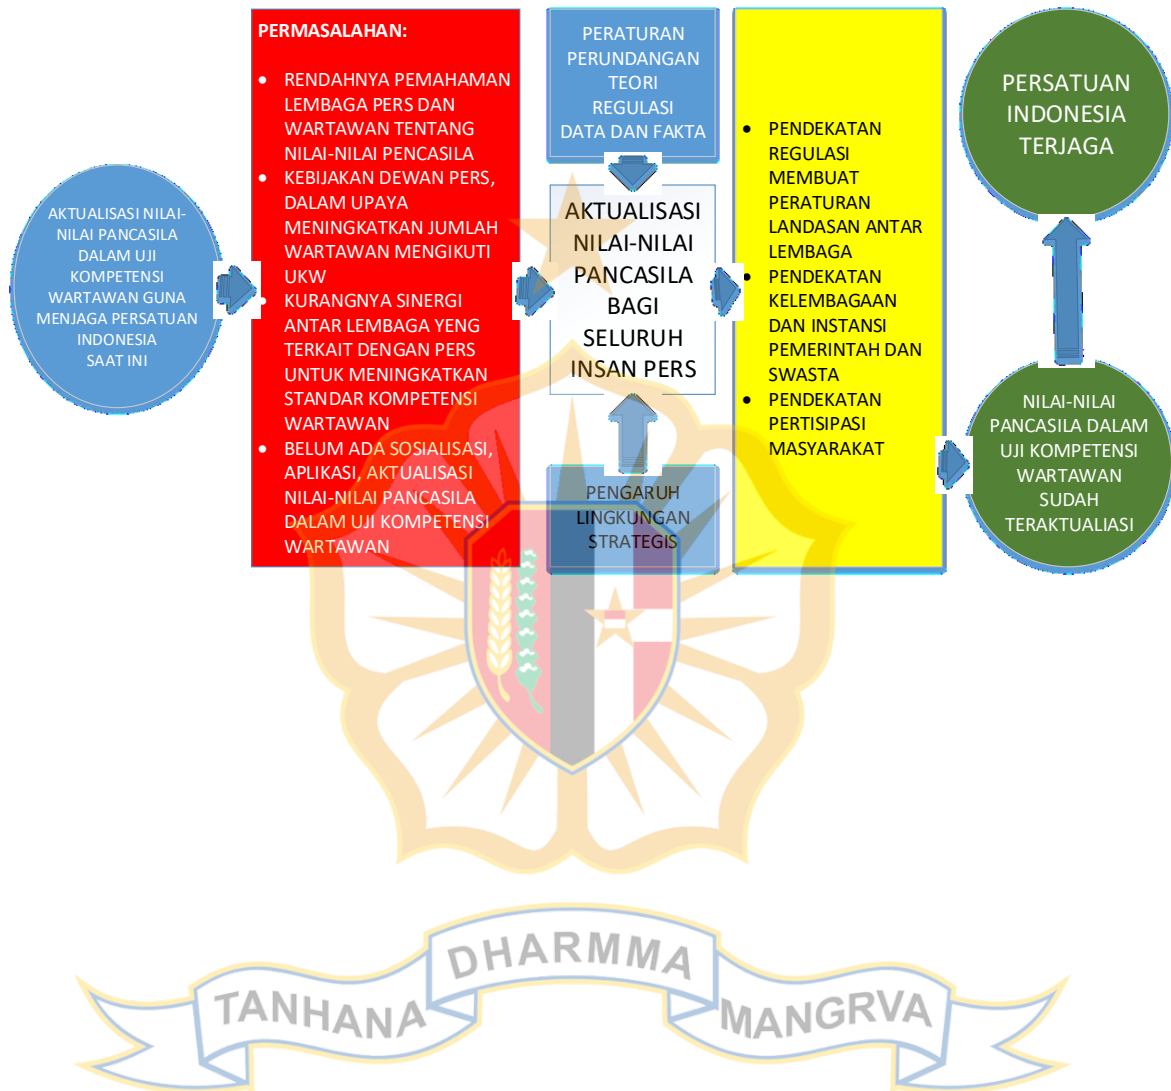 AKTUALISASI NILAI-
NILAI PANCASILA
DALAM UJI
KOMPETENSI
WARTAWAN GUNA
MENJAGA PERSATUAN
INDONESIA
SAAT INI
PERMASALAHAN:
• RENDAHNYA PEMAHAMAN
LEMBAGA PERS DAN
WARTAWAN TENTANG
NILAI-NILAI PENCASILA
• KEBIJAKAN DEWAN PERS,
DALAM UPAYA
MENINGKATKAN JUMLAH
WARTAWAN MENGIKUTI
UKW
• KURANGNYA SINERGI
ANTAR LEMBAGA YENG
TERKAIT DENGAN PERS
UNTUK MENINGKATKAN
STANDAR KOMPETENSI
WARTAWAN
• BELUM ADA SOSIALISASI,
APLIKASI, AKTUALISASI
NILAI-NILAI PANCASILA
DALAM UJI KOMPETENSI
WARTAWAN
PERATURAN
PERUNDANGAN
TEORI
REGULASI
DATA DAN FAKTA
AKTUALISASI
NILAI-NILAI
PANCASILA
BAGI
SELURUH
INSAN PERS
PENGARUH
LINGKUNGAN
STRATEGIS
• PENDEKATAN
REGULASI
MEMBUAT
PERATURAN
LANDASAN ANTAR
LEMBAGA
• PENDEKATAN
KELEMBAGAAN
DAN INSTANSI
PEMERINTAH DAN
SWASTA
• PENDEKATAN
PERTISIPASI
MASYARAKAT
PERSATUAN
INDONESIA
TERJAGA
NILAI-NILAI
PANCASILA DALAM
UJI KOMPETENSI
WARTAWAN
SUDAH
TERAKTUALIASI
TANHANA DHARMMA MANGRVA